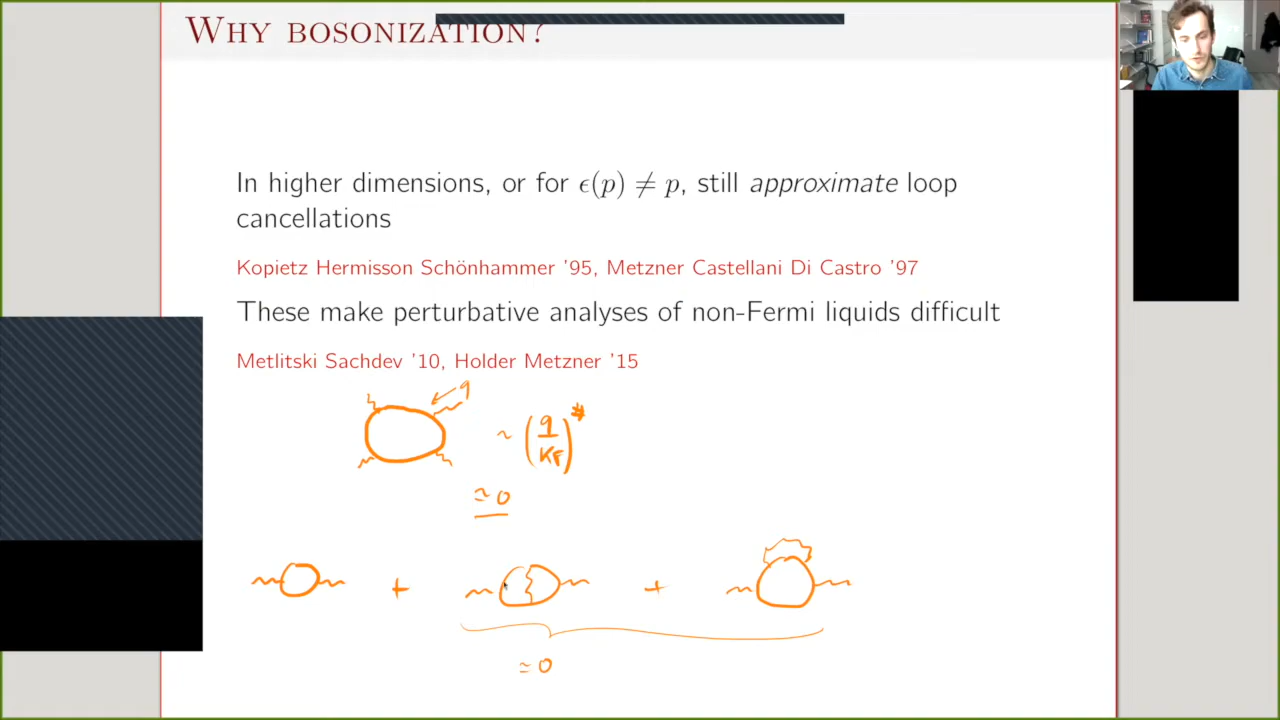 WHY BOSONIZATION?
In higher dimensions, or for ϵ(p) ≠ p, still approximate loop
cancellations
Kopietz Hermisson Schönhammer '95, Metzner Castellani Di Castro '97
These make perturbative analyses of non-Fermi liquids difficult
Metlitski Sachdev '10, Holder Metzner '15
q
~ (q/KF)^#
≃ 0
+ +
≃ 0